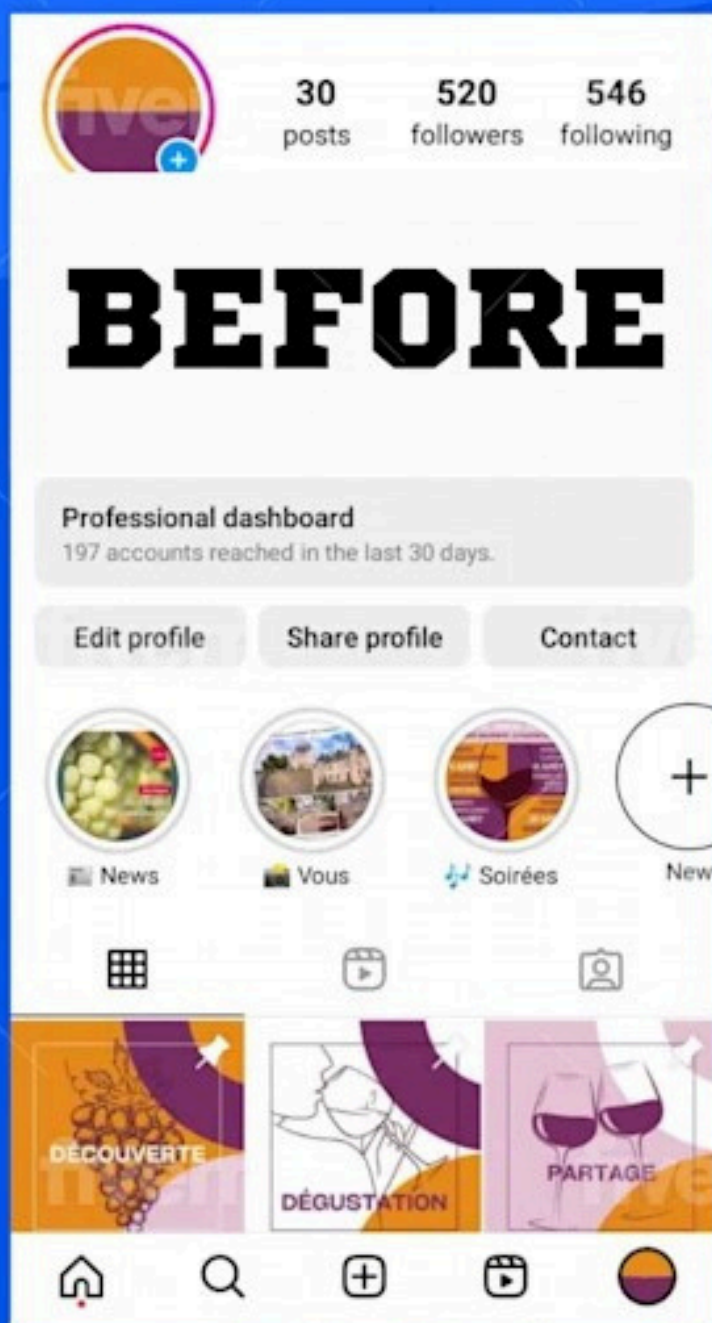 fiverr
30 520 546
posts followers following
BEFORE
Professional dashboard
197 accounts reached in the last 30 days.
Edit profile Share profile Contact
News Vous Soirées New
DÉCOUVERTE DÉGUSTATION PARTAGE